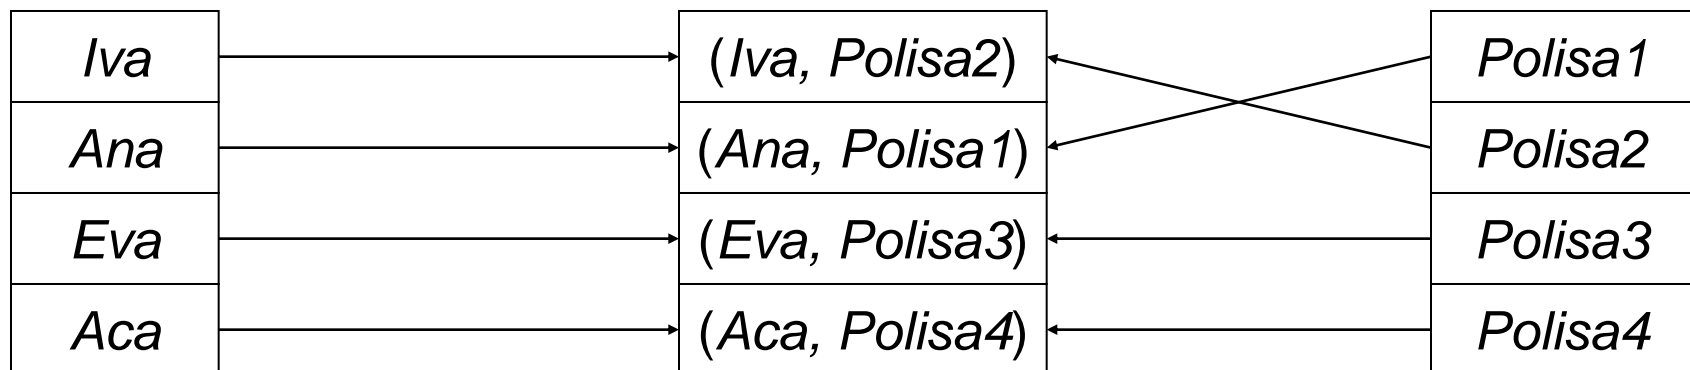 Iva (Iva, Polisa2) Polisa1
Ana (Ana, Polisa1) Polisa2
Eva (Eva, Polisa3) Polisa3
Aca (Aca, Polisa4) Polisa4